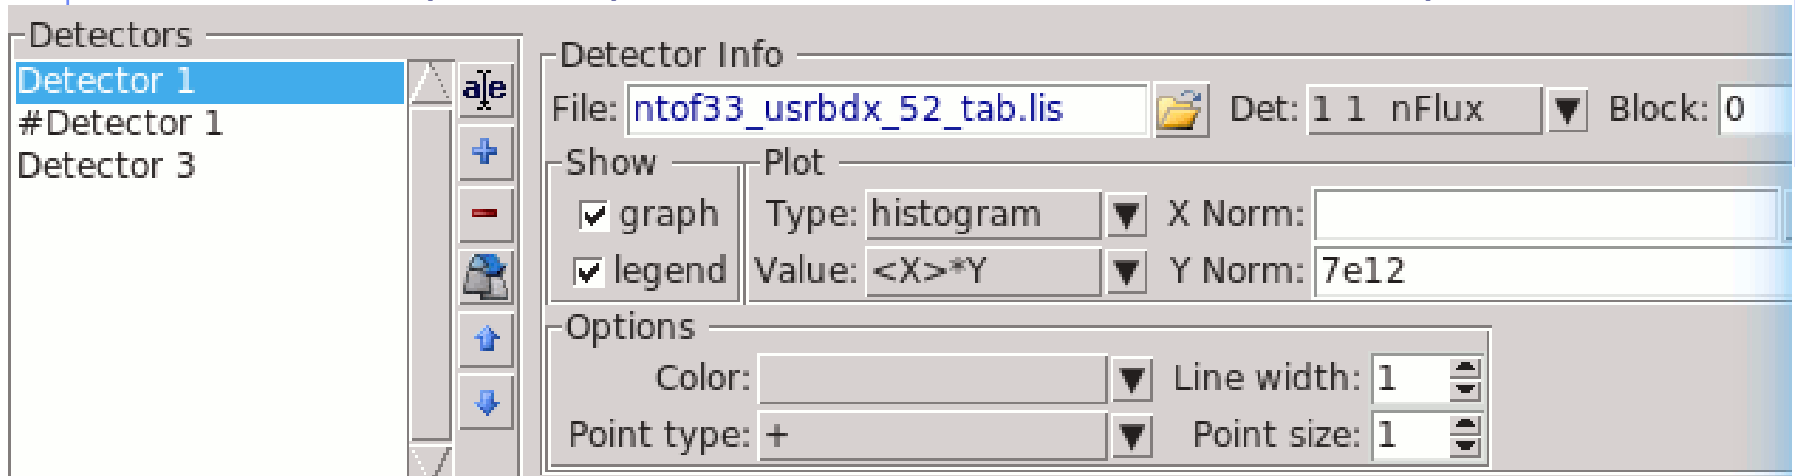 Detectors
Detector 1
#Detector 1
Detector 3
a e
Detector Info
File: ntof33_usrbdx_52_tab.lis Det: 1 1 nFlux Block: 0
Show Plot
graph Type: histogram X Norm:
legend Value: <X>*Y Y Norm: 7e12
Options
Color: Line width: 1
Point type: + Point size: 1